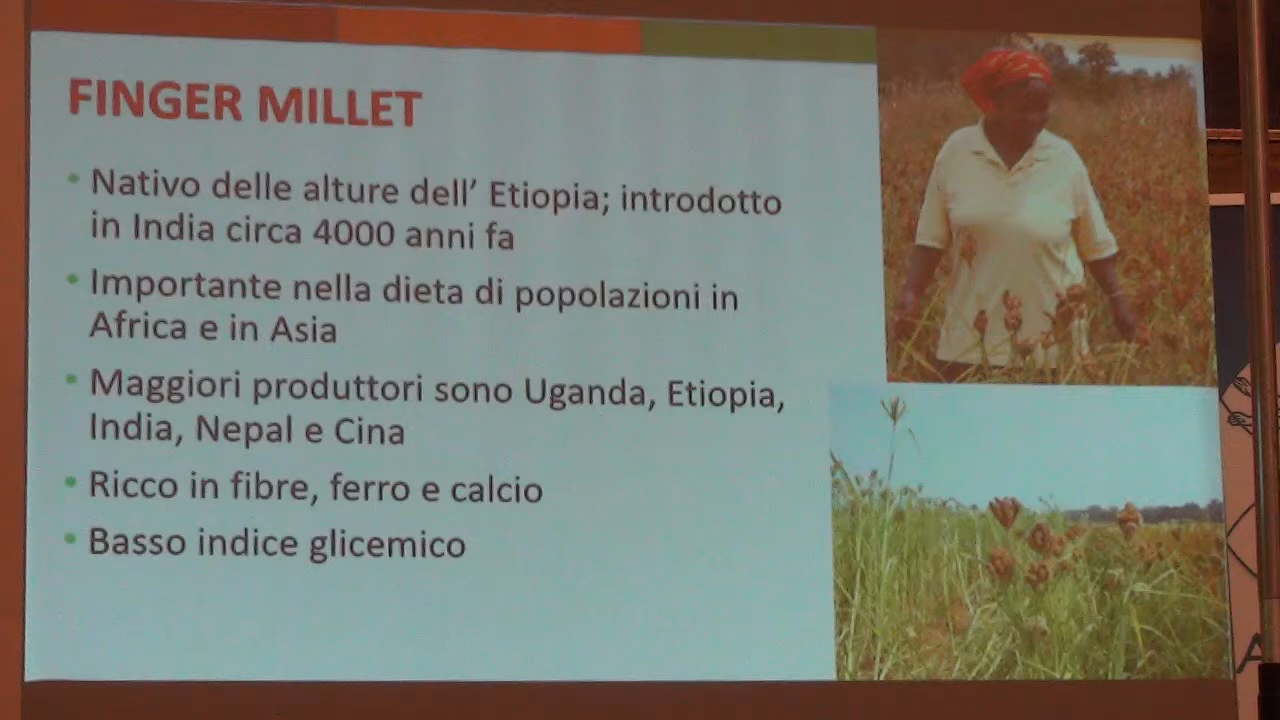 FINGER MILLET
• Nativo delle alture dell' Etiopia; introdotto
in India circa 4000 anni fa
• Importante nella dieta di popolazioni in
Africa e in Asia
• Maggiori produttori sono Uganda, Etiopia,
India, Nepal e Cina
• Ricco in fibre, ferro e calcio
• Basso indice glicemico
A